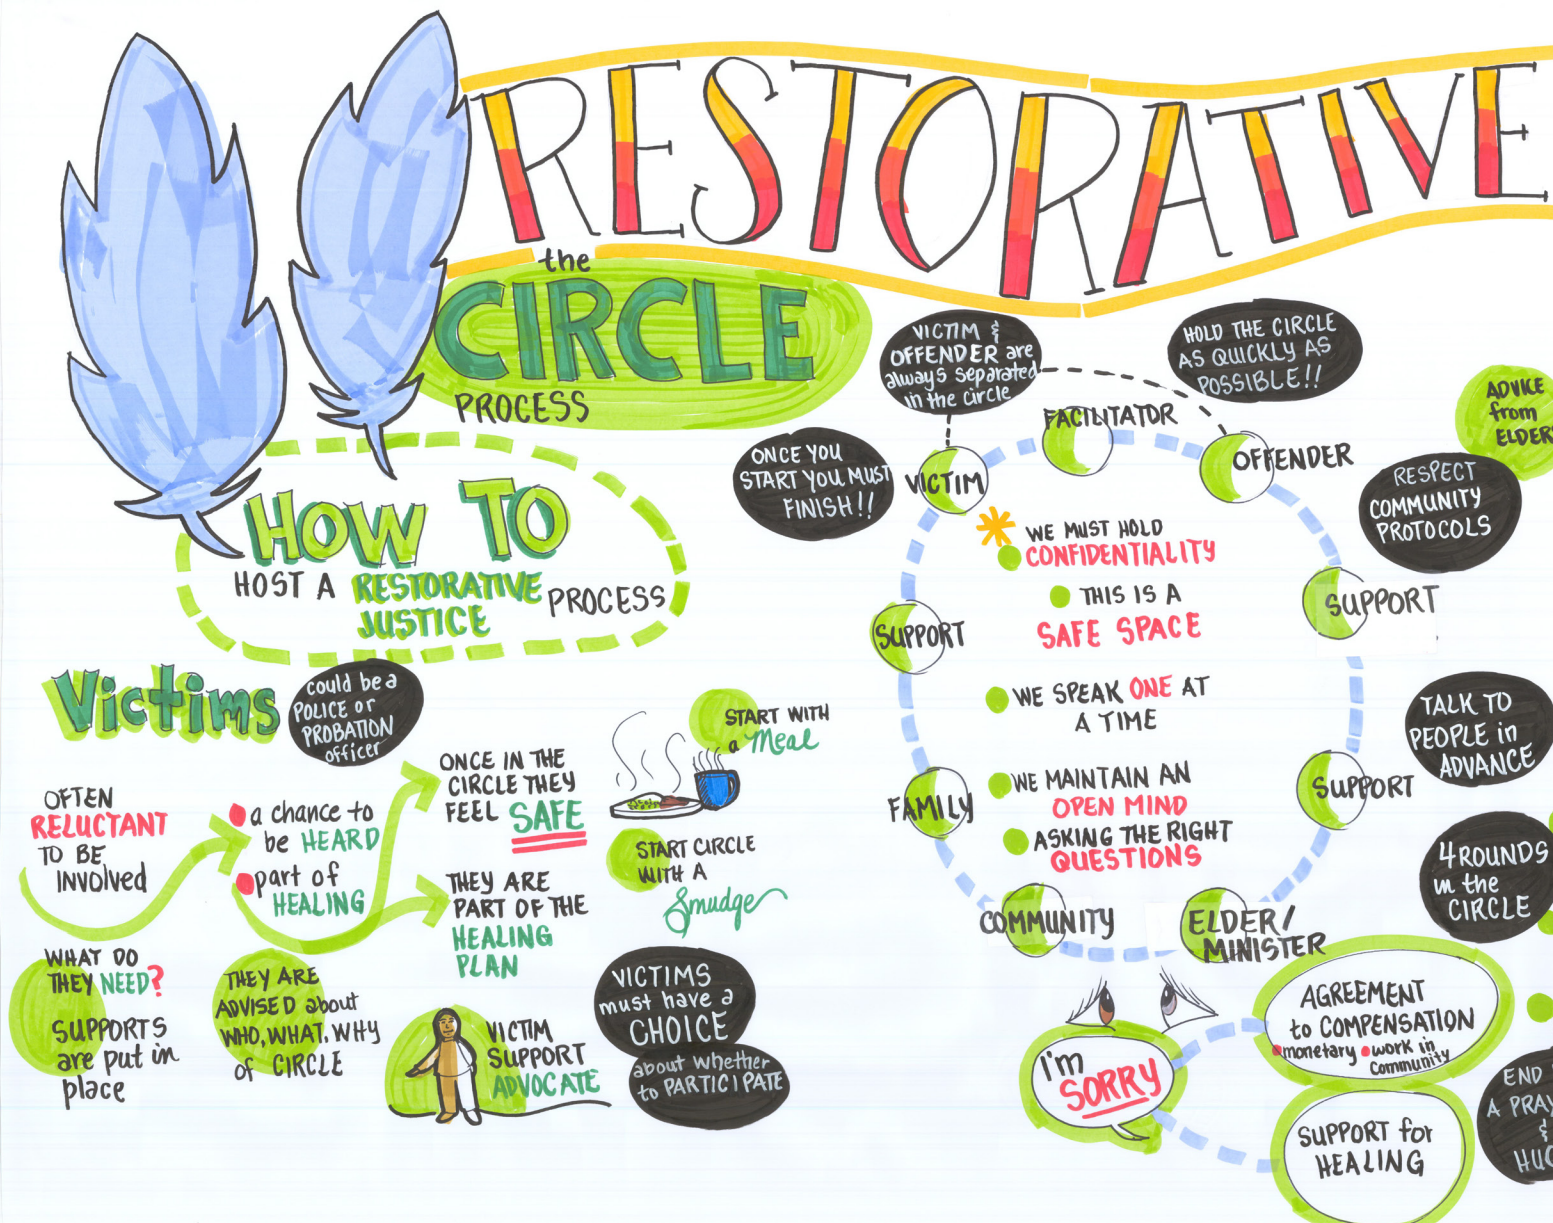 RESTORATIVE
the
CIRCLE
PROCESS
HOW TO
HOST A RESTORATIVE
JUSTICE
PROCESS
Victims
could be a
POLICE or
PROBATION
officer
OFTEN
RELUCTANT
TO BE
INVOLVED
a chance to
be HEARD
part of
HEALING
ONCE IN THE
CIRCLE THEY
FEEL SAFE
THEY ARE
PART OF THE
HEALING
PLAN
START WITH
a Meal
START CIRCLE
WITH A
Smudge
WHAT DO
THEY NEED?
SUPPORTS
are put in
place
THEY ARE
ADVISED about
WHO, WHAT, WHY
of CIRCLE
VICTIM
SUPPORT
ADVOCATE
VICTIMS
must have a
CHOICE
about whether
to PARTICIPATE
ONCE YOU
START YOU MUST
FINISH!!
VICTIM &
OFFENDER are
always separated
in the circle
HOLD THE CIRCLE
AS QUICKLY AS
POSSIBLE!!
FACILITATOR
VICTIM
OFFENDER
SUPPORT
SUPPORT
FAMILY
SUPPORT
COMMUNITY
ELDER/
MINISTER
WE MUST HOLD
CONFIDENTIALITY
THIS IS A
SAFE SPACE
WE SPEAK ONE AT
A TIME
WE MAINTAIN AN
OPEN MIND
ASKING THE RIGHT
QUESTIONS
ADVICE
from
ELDERS
RESPECT
COMMUNITY
PROTOCOLS
TALK TO
PEOPLE in
ADVANCE
4 ROUNDS
in the
CIRCLE
I'm
SORRY
AGREEMENT
to COMPENSATION
monetary work in
community
SUPPORT for
HEALING
END
A PRAY
&
HUG